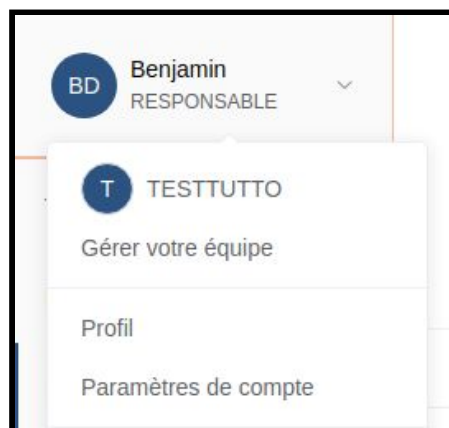 BD
Benjamin
RESPONSABLE
T
TESTTUTTO
Gérer votre équipe
Profil
Paramètres de compte